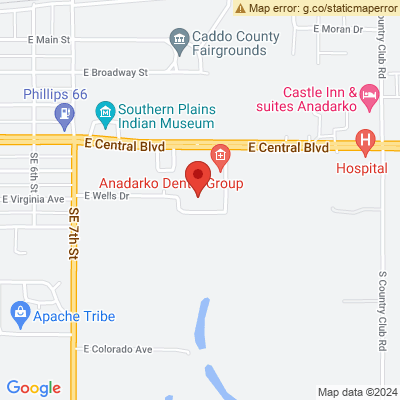 Map error: g.co/staticmaperror
E Main St
Caddo County
Fairgrounds
E Moran Dr
E Broadway St
Phillips 66
Southern Plains
Indian Museum
Castle Inn &
suites Anadarko
S Country Club Rd
E Central Blvd
E Central Blvd
Hospital
SE 6th St
Anadarko Dental Group
E Virginia Ave
E Wells Dr
SE 7th St
S Country Club Rd
Apache Tribe
E Colorado Ave
Google
Map data ©2024